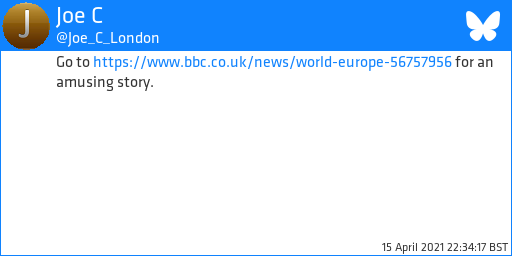 J
Joe C
@Joe_C_London
Go to https://www.bbc.co.uk/news/world-europe-56757956 for an
amusing story.
15 April 2021 22:34:17 BST